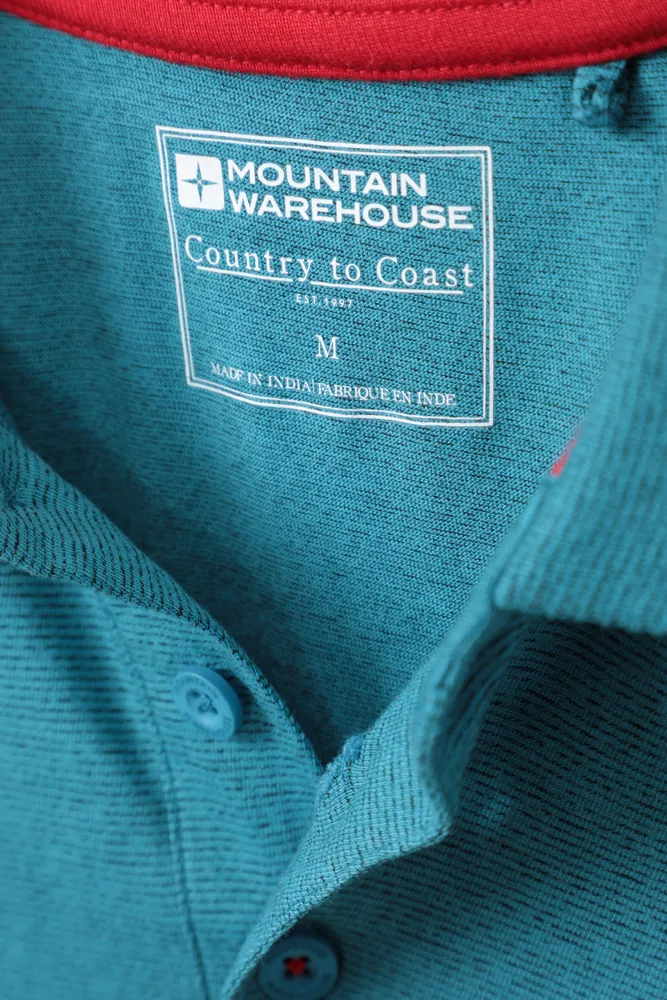 MOUNTAIN
WAREHOUSE
Country to Coast
EST. 1997
M
MADE IN INDIA|FABRIQUE EN INDE